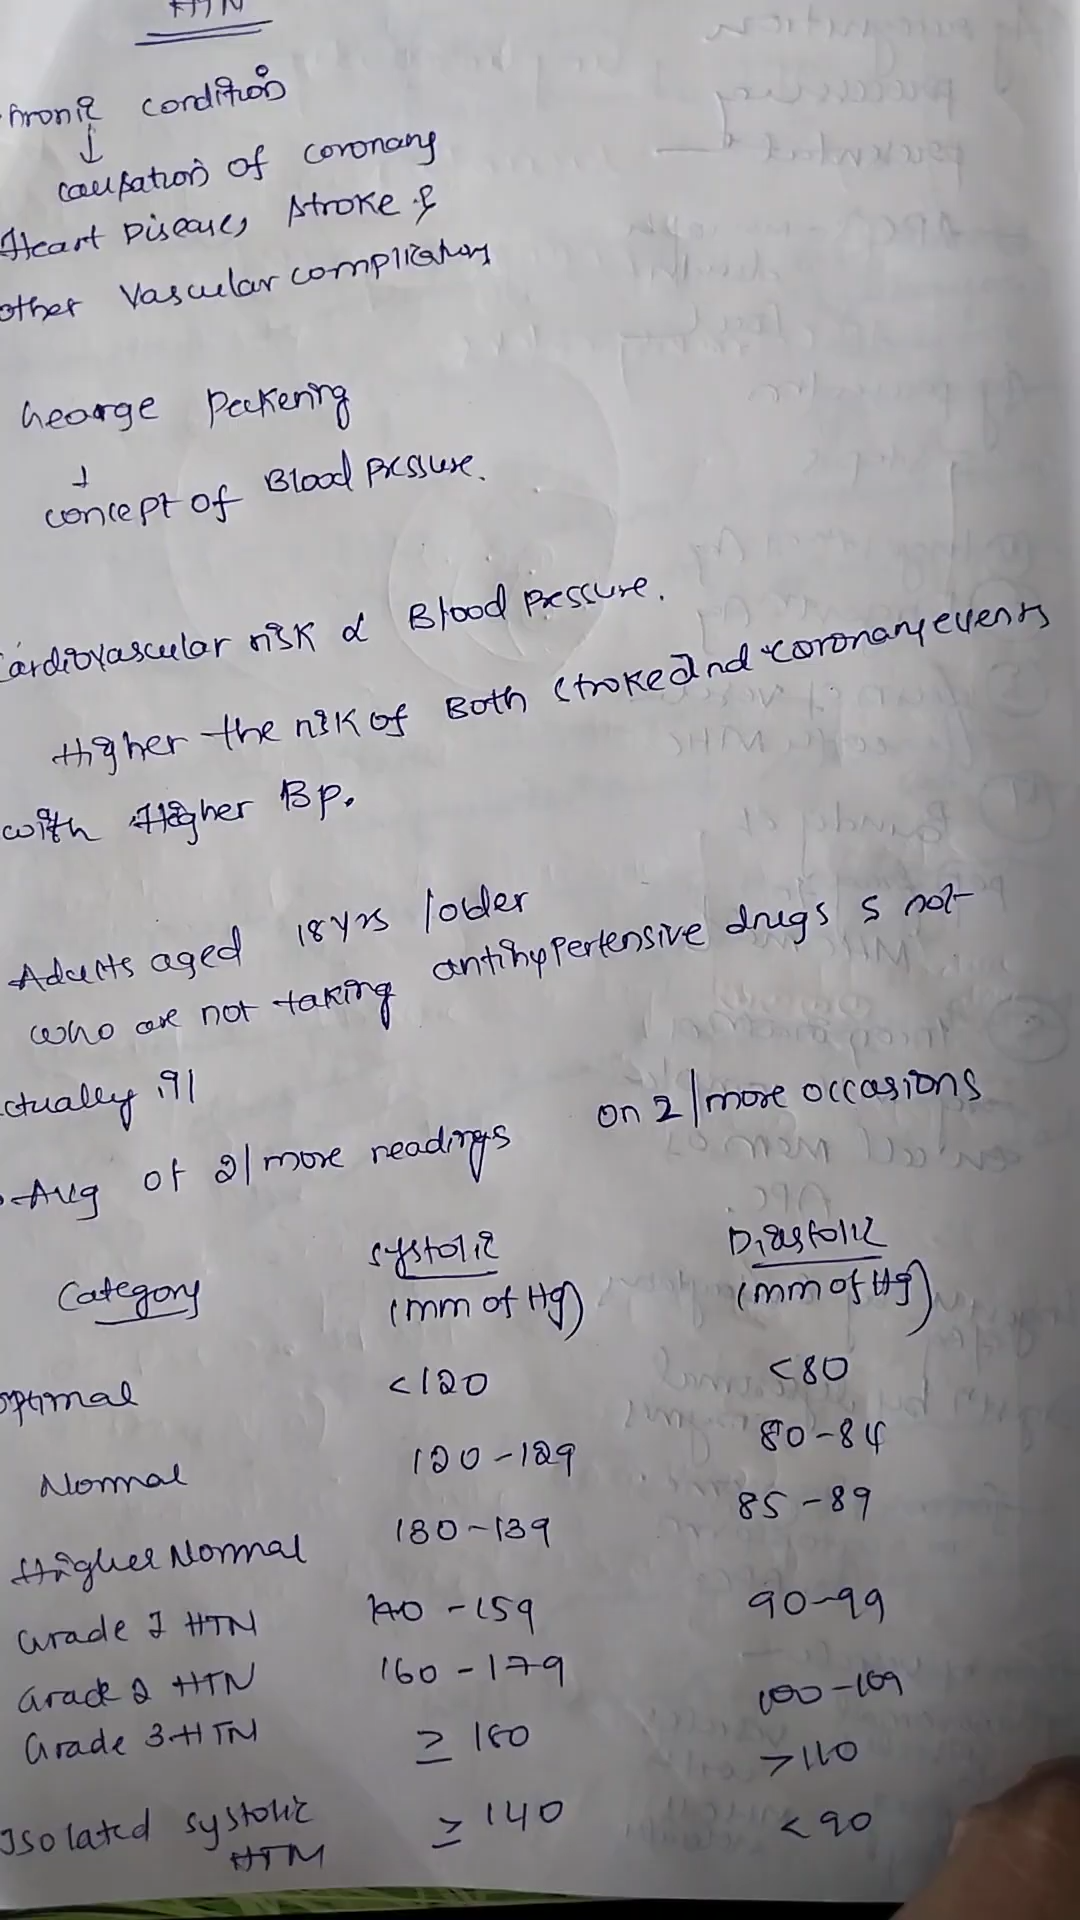 HTN
hronic condition
↓
causation of coronary
Heart Diseases, stroke &
other Vascular complications
George Peckering
↓
concept of Blood pressure.
Cardiovascular risk α Blood pressure.
Higher the risk of Both stroke and coronary events
with Higher Bp.
Adults aged 18 yrs / older
who are not taking antihypertensive drugs s not
ctually ill
Avg of 2/more readings on 2/more occasions
Category Systolic (mm of Hg) Diastolic (mm of Hg)
optimal <120 <80
Normal 120-129 80-84
Higher Normal 130-139 85-89
Grade 1 HTN 140-159 90-99
Grade 2 HTN 160-179 100-109
Grade 3 HTN ≥ 180 >110
Isolated systolic HTN ≥ 140 <90